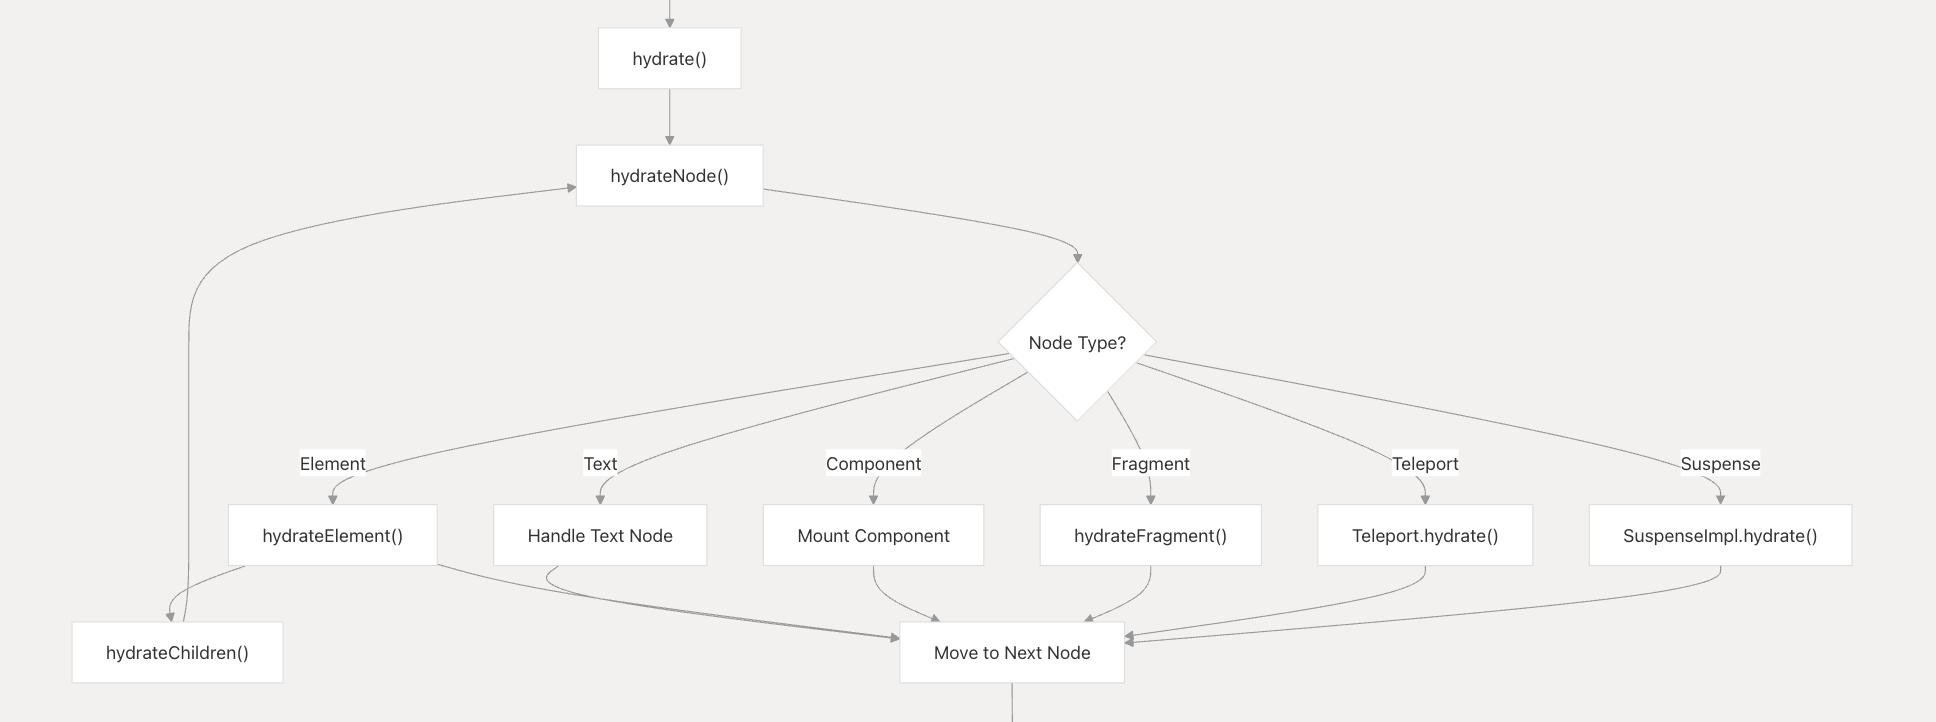 hydrate()
hydrateNode()
Node Type?
Element
Text
Component
Fragment
Teleport
Suspense
hydrateElement()
Handle Text Node
Mount Component
hydrateFragment()
Teleport.hydrate()
SuspenseImpl.hydrate()
hydrateChildren()
Move to Next Node